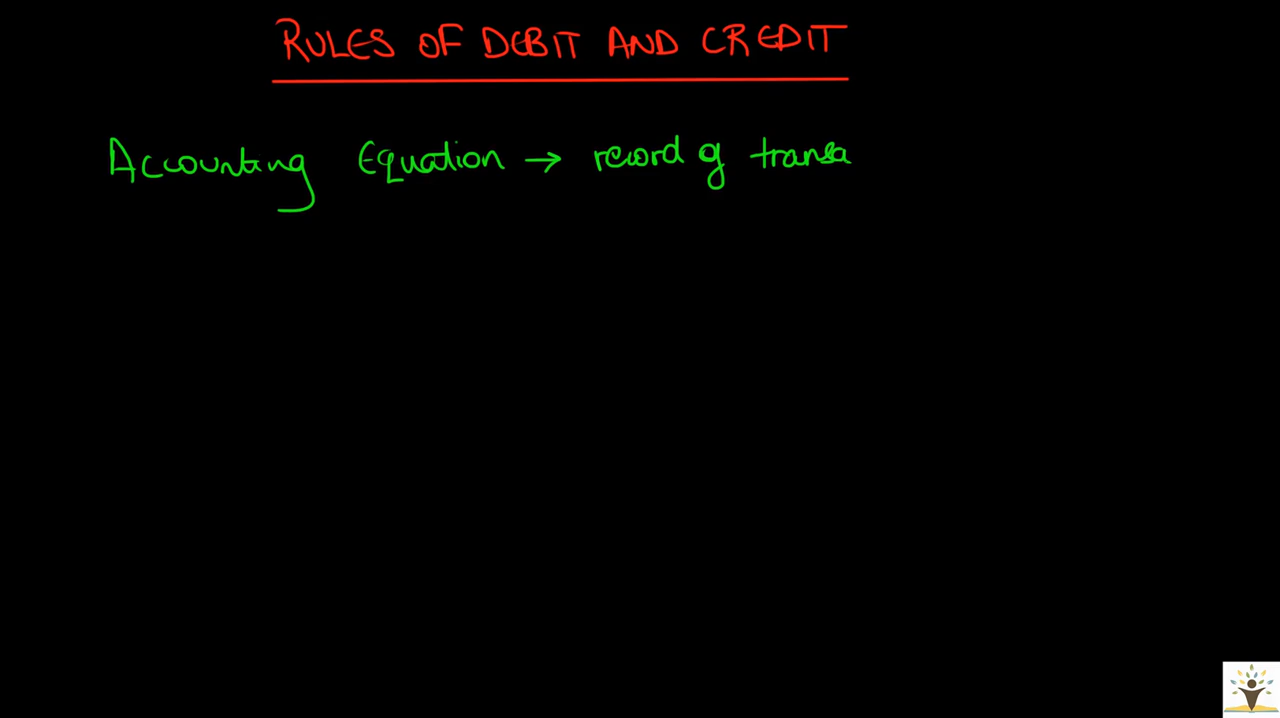 RULES OF DEBIT AND CREDIT
Accounting Equation → record of transa